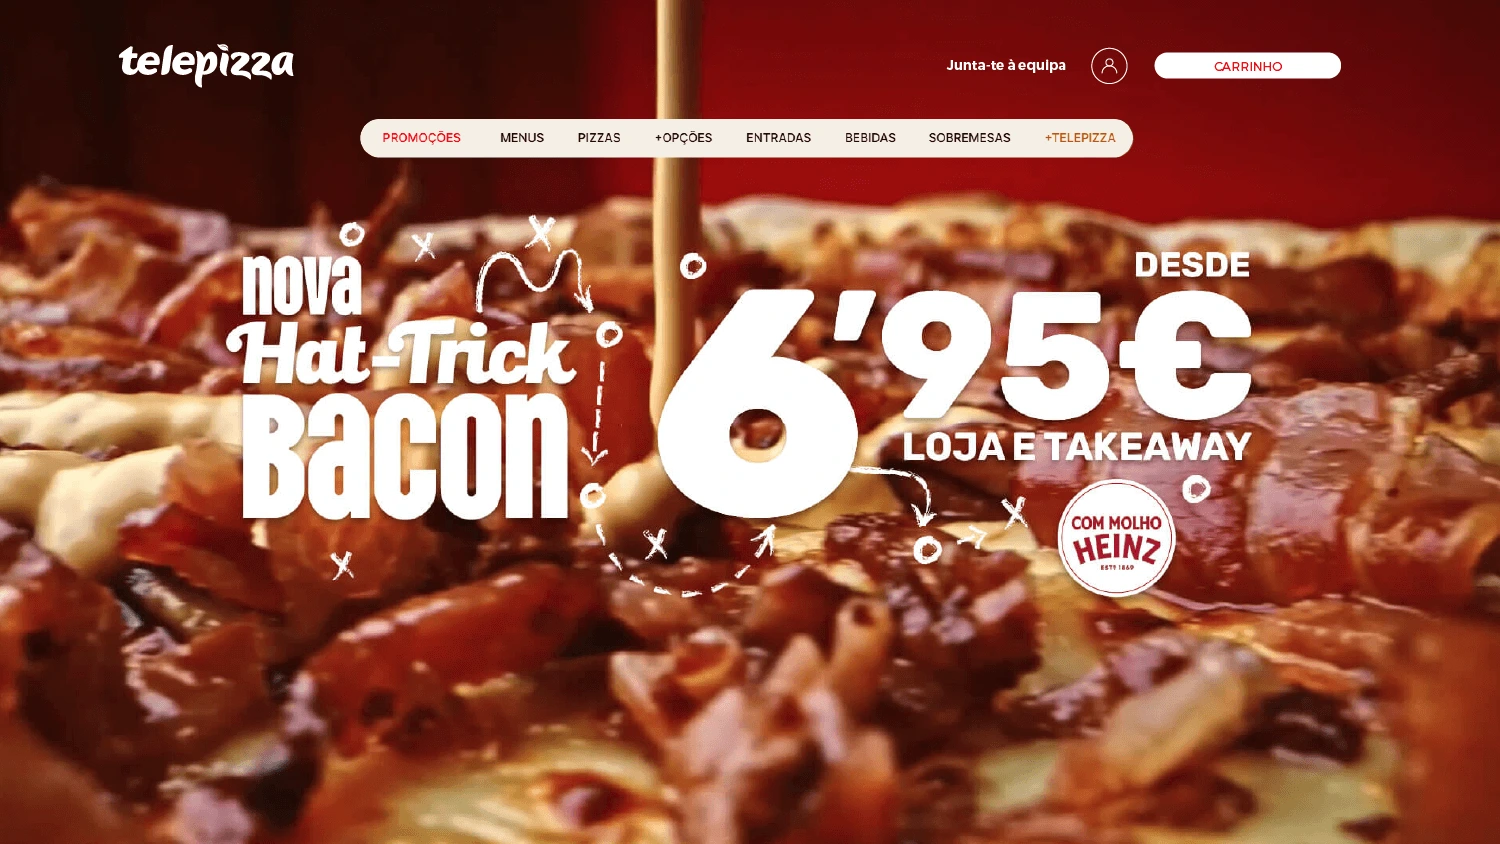 telepizza
Junta-te à equipa
CARRINHO
PROMOÇÕES MENUS PIZZAS +OPÇÕES ENTRADAS BEBIDAS SOBREMESAS +TELEPIZZA
nova
Hat-Trick
Bacon
DESDE
6'95€
LOJA E TAKEAWAY
COM MOLHO
HEINZ
ESTD 1869